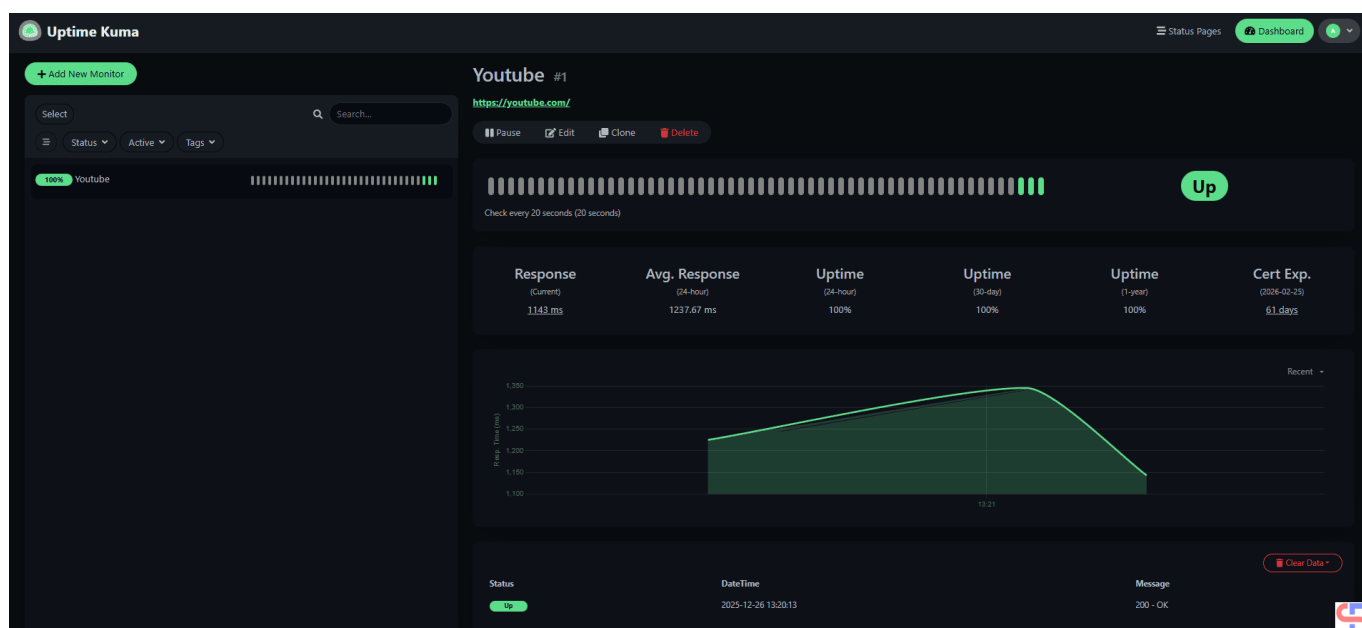 Uptime Kuma
Status Pages
Dashboard
A
Add New Monitor
Select
Search...
Status
Active
Tags
100% Youtube
Youtube #1
https://youtube.com/
Pause Edit Clone Delete
Up
Check every 20 seconds (20 seconds)
Response
(Current)
1143 ms
Avg. Response
(24-hour)
1237.67 ms
Uptime
(24-hour)
100%
Uptime
(30-day)
100%
Uptime
(1-year)
100%
Cert Exp.
(2026-02-25)
61 days
Recent
Resp. Time (ms)
1,350
1,300
1,250
1,200
1,150
1,100
13:21
Clear Data
Status DateTime Message
Up 2025-12-26 13:20:13 200 - OK